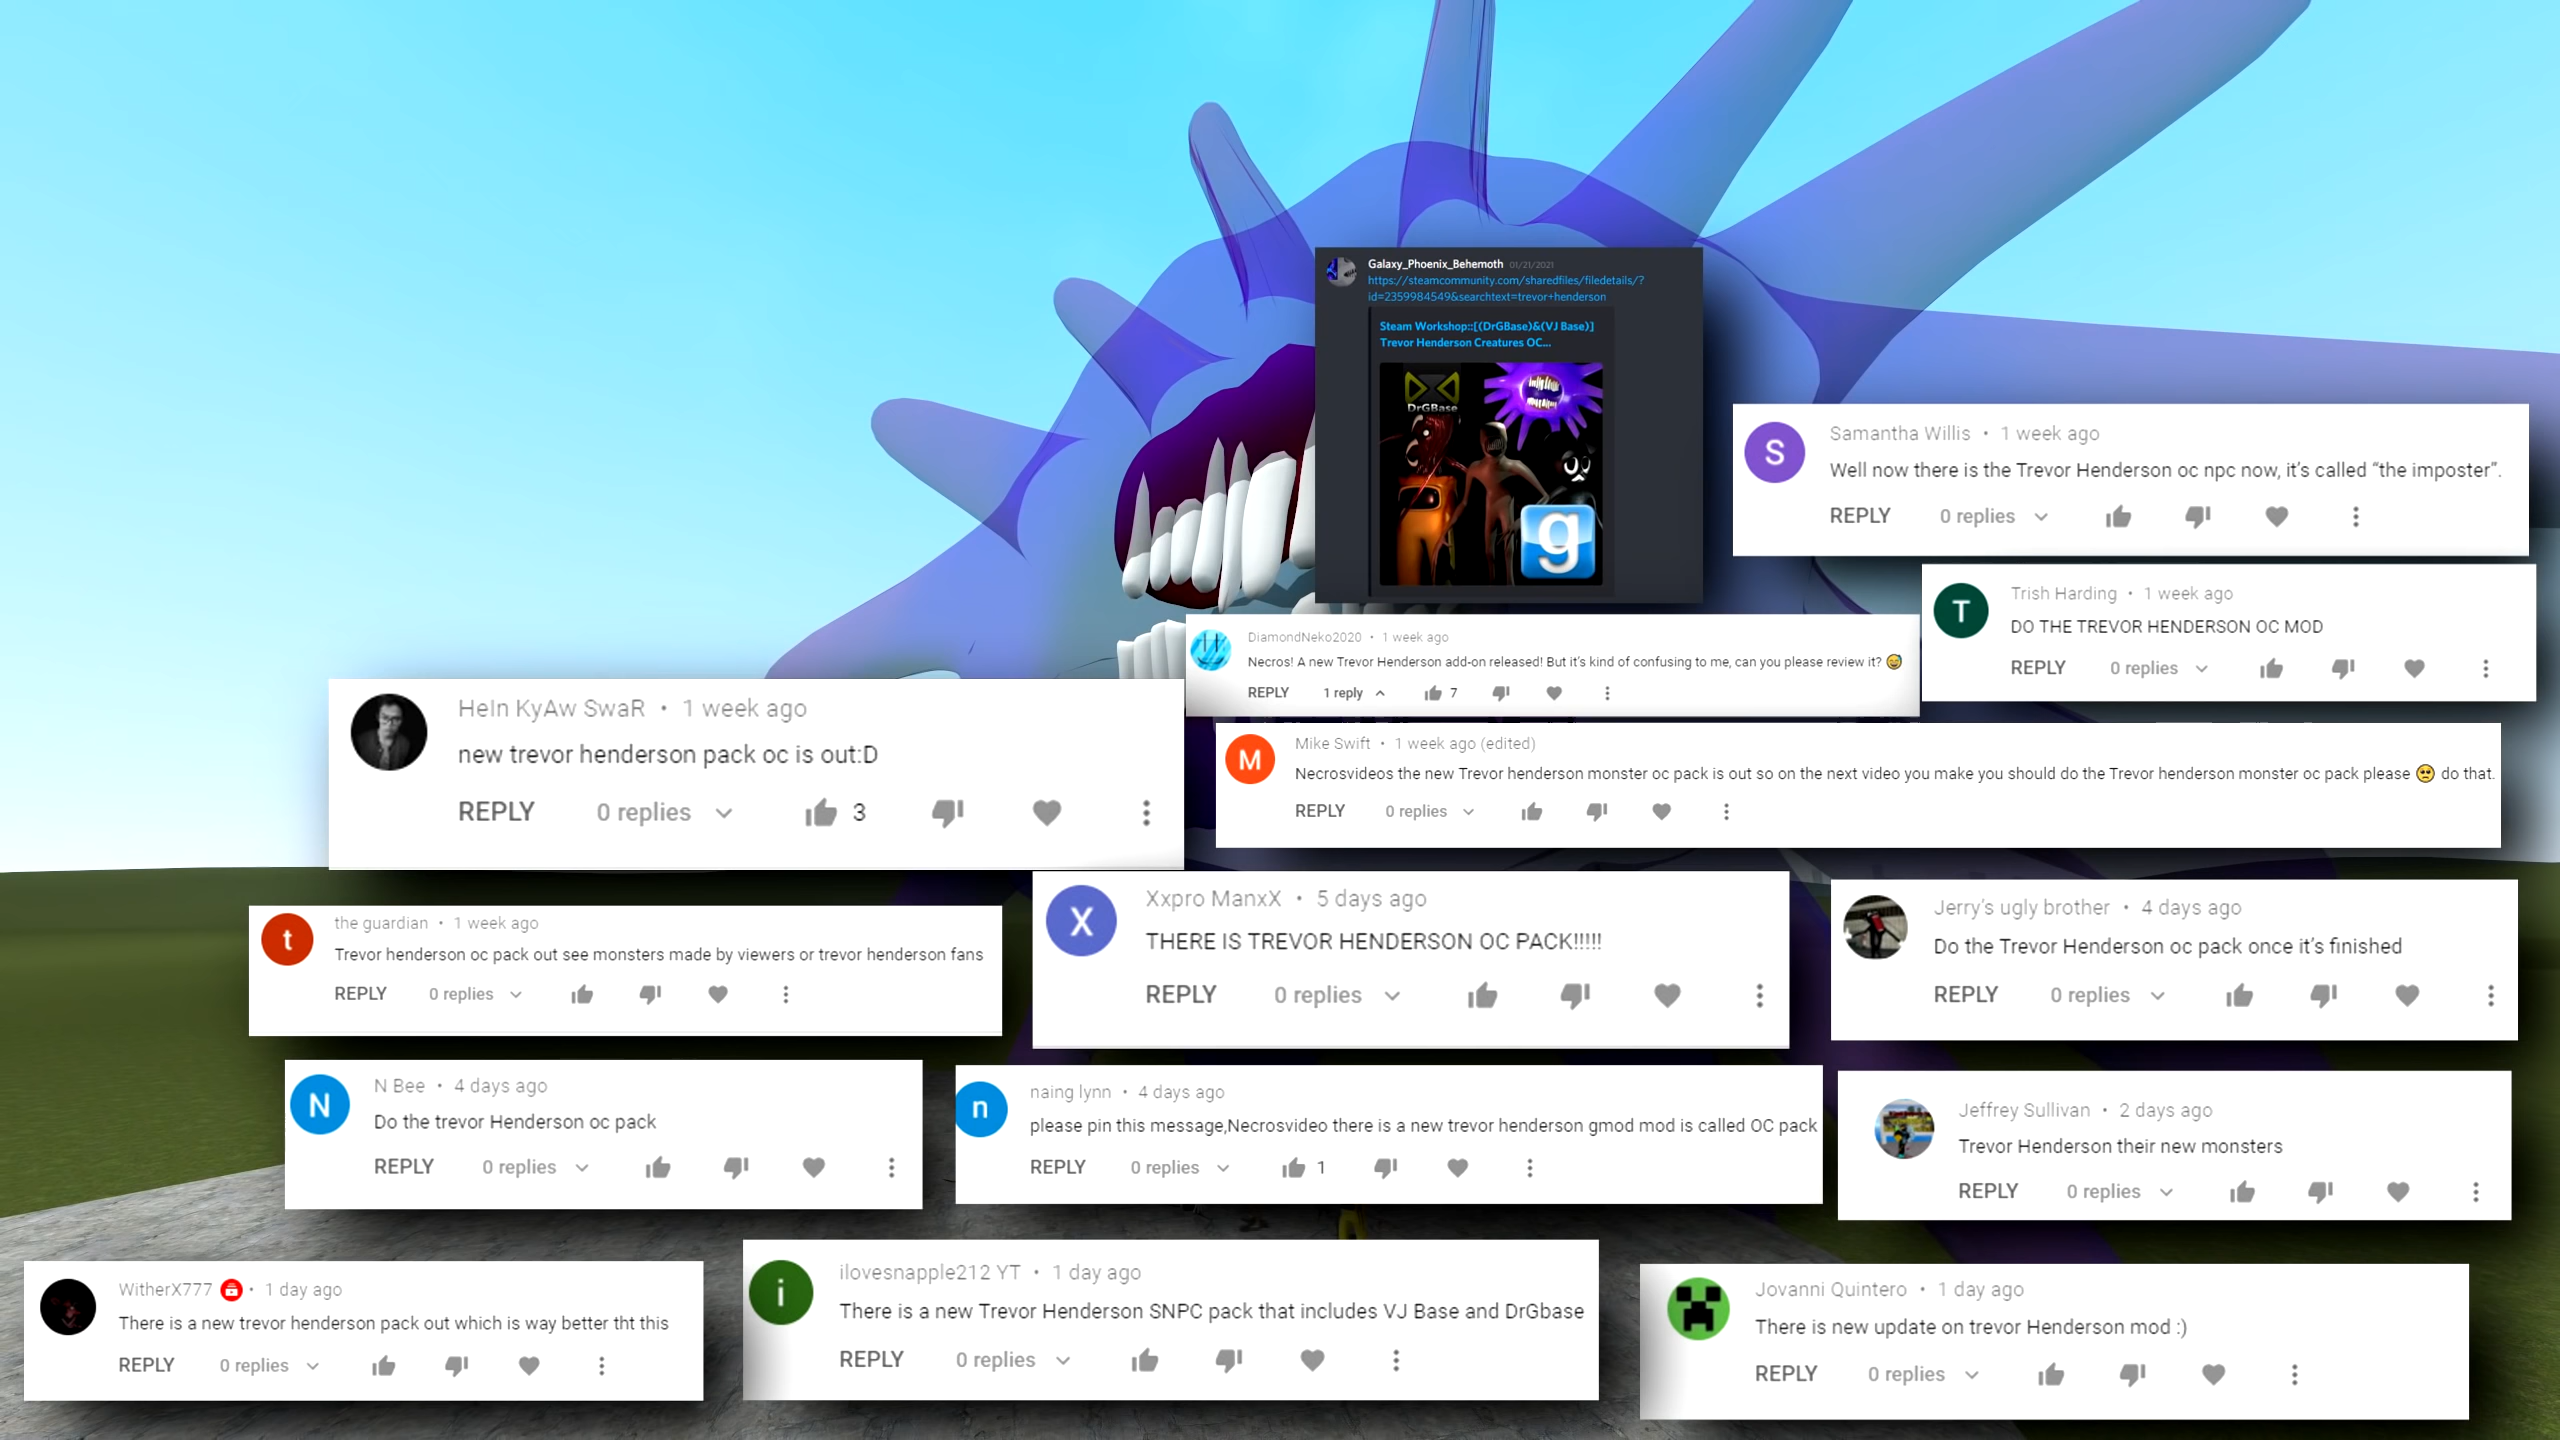 Galaxy_Phoenix_Behemoth 01/21/2021
https://steamcommunity.com/sharedfiles/filedetails/?
id=2359984549&searchtext=trevor+henderson
Steam Workshop::[(DrGBase)&(VJ Base)]
Trevor Henderson Creatures OC...
DrGBase
g
S
Samantha Willis • 1 week ago
Well now there is the Trevor Henderson oc npc now, it's called “the imposter”.
REPLY 0 replies
T
Trish Harding • 1 week ago
DO THE TREVOR HENDERSON OC MOD
REPLY 0 replies
DiamondNeko2020 • 1 week ago
Necros! A new Trevor Henderson add-on released! But it's kind of confusing to me, can you please review it? 😅
REPLY 1 reply 7
HeIn KyAw SwaR • 1 week ago
new trevor henderson pack oc is out:D
REPLY 0 replies 3
M
Mike Swift • 1 week ago (edited)
Necrosvideos the new Trevor henderson monster oc pack is out so on the next video you make you should do the Trevor henderson monster oc pack please 🥺 do that.
REPLY 0 replies
t
the guardian • 1 week ago
Trevor henderson oc pack out see monsters made by viewers or trevor henderson fans
REPLY 0 replies
X
Xxpro ManxX • 5 days ago
THERE IS TREVOR HENDERSON OC PACK!!!!!
REPLY 0 replies
Jerry's ugly brother • 4 days ago
Do the Trevor Henderson oc pack once it's finished
REPLY 0 replies
N
N Bee • 4 days ago
Do the trevor Henderson oc pack
REPLY 0 replies
n
naing lynn • 4 days ago
please pin this message,Necrosvideo there is a new trevor henderson gmod mod is called OC pack
REPLY 0 replies 1
Jeffrey Sullivan • 2 days ago
Trevor Henderson their new monsters
REPLY 0 replies
WitherX777 • 1 day ago
There is a new trevor henderson pack out which is way better tht this
REPLY 0 replies
i
ilovesnapple212 YT • 1 day ago
There is a new Trevor Henderson SNPC pack that includes VJ Base and DrGbase
REPLY 0 replies
Jovanni Quintero • 1 day ago
There is new update on trevor Henderson mod :)
REPLY 0 replies